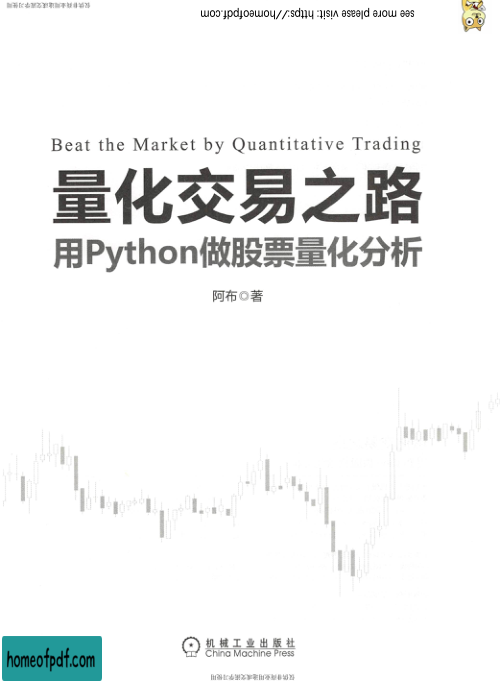 see more please visit: https://homeofpdf.com
Beat the Market by Quantitative Trading
量化交易之路
用Python做股票量化分析
阿布◎著
机械工业出版社
China Machine Press
homeofpdf.com